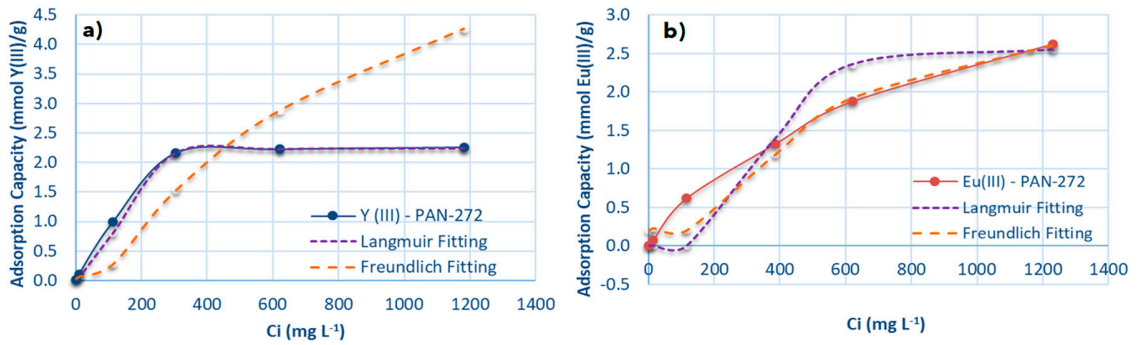 a)
Adsorption Capacity (mmol Y(III)/g)
4.5
4.0
3.5
3.0
2.5
2.0
1.5
1.0
0.5
0.0
Y (III) - PAN-272
Langmuir Fitting
Freundlich Fitting
0 200 400 600 800 1000 1200 1400
Ci (mg L⁻¹)
b)
Adsorption Capacity (mmol Eu(III)/g)
3.0
2.5
2.0
1.5
1.0
0.5
0.0
-0.5
Eu(III) - PAN-272
Langmuir Fitting
Freundlich Fitting
0 200 400 600 800 1000 1200 1400
Ci (mg L⁻¹)